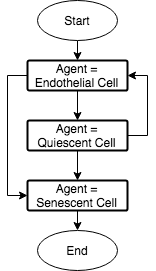 Start
Agent =
Endothelial Cell
Agent =
Quiescent Cell
Agent =
Senescent Cell
End